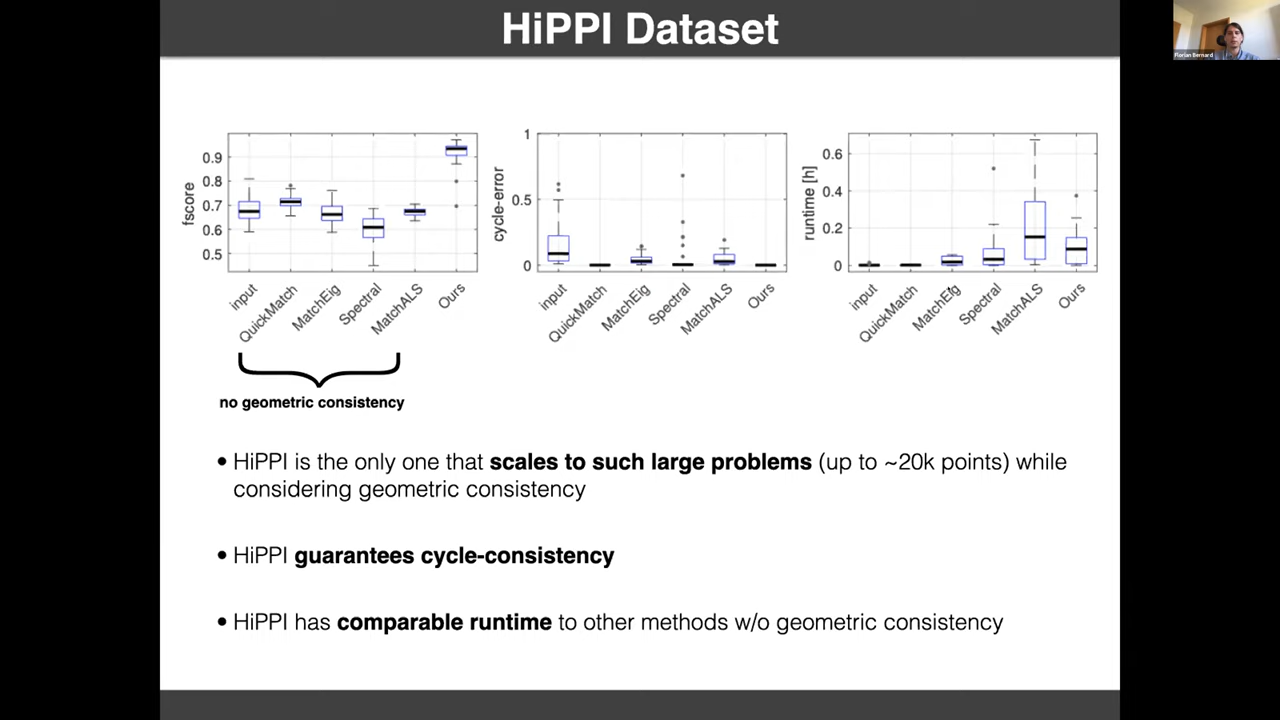 HiPPI Dataset
Florian Bernard
fscore
0.9
0.8
0.7
0.6
0.5
input
QuickMatch
MatchEig
Spectral
MatchALS
Ours
cycle-error
1
0.5
0
input
QuickMatch
MatchEig
Spectral
MatchALS
Ours
runtime [h]
0.6
0.4
0.2
0
input
QuickMatch
MatchEig
Spectral
MatchALS
Ours
no geometric consistency
• HiPPI is the only one that scales to such large problems (up to ~20k points) while
considering geometric consistency
• HiPPI guarantees cycle-consistency
• HiPPI has comparable runtime to other methods w/o geometric consistency